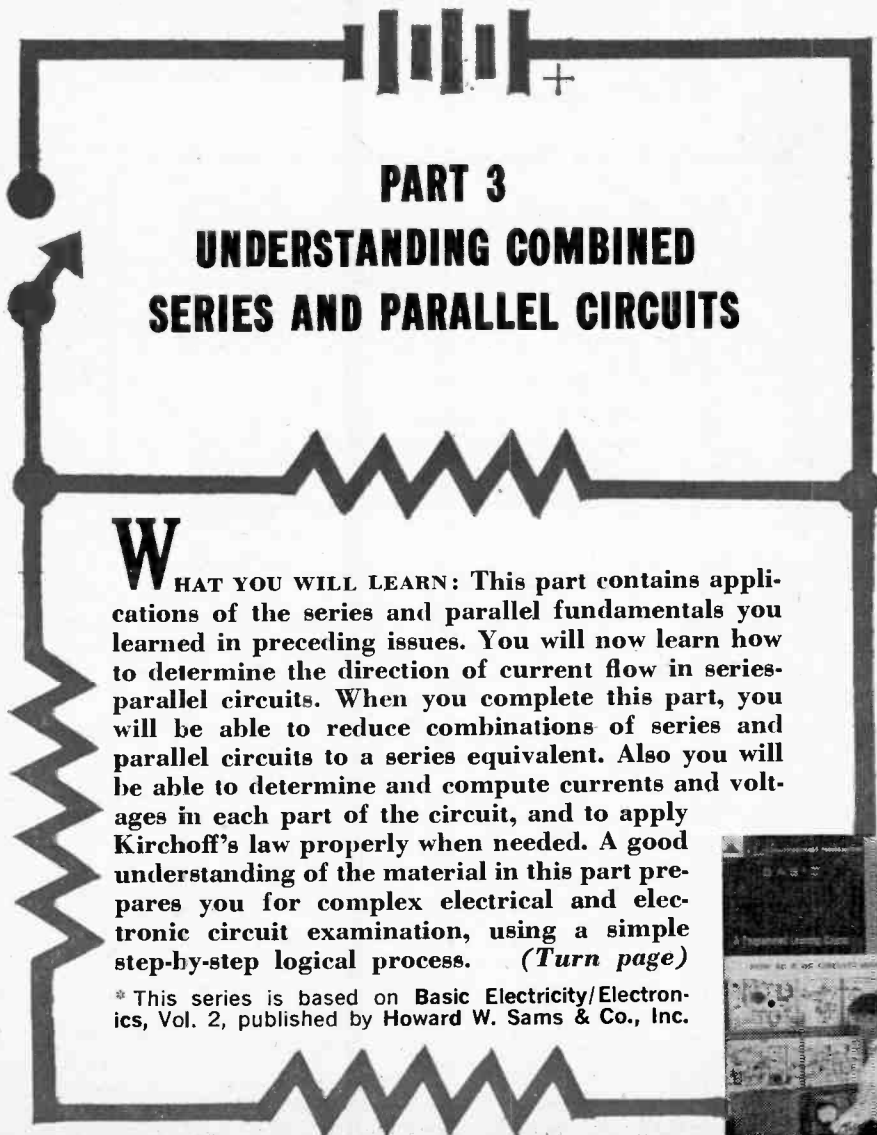 +
PART 3
UNDERSTANDING COMBINED
SERIES AND PARALLEL CIRCUITS
WHAT YOU WILL LEARN: This part contains appli-
cations of the series and parallel fundamentals you
learned in preceding issues. You will now learn how
to determine the direction of current flow in series-
parallel circuits. When you complete this part, you
will be able to reduce combinations of series and
parallel circuits to a series equivalent. Also you will
be able to determine and compute currents and volt-
ages in each part of the circuit, and to apply
Kirchoff's law properly when needed. A good
understanding of the material in this part pre-
pares you for complex electrical and elec-
tronic circuit examination, using a simple
step-by-step logical process. (Turn page)
* This series is based on Basic Electricity/Electron-
ics, Vol. 2, published by Howard W. Sams & Co., Inc.